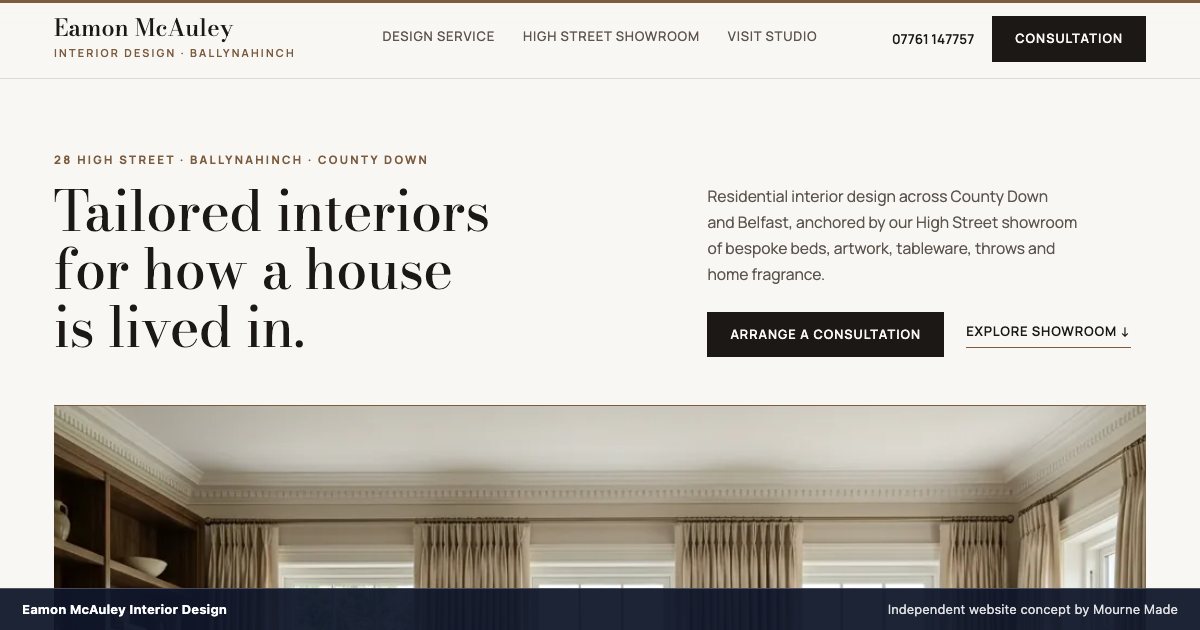 Eamon McAuley
INTERIOR DESIGN · BALLYNAHINCH
DESIGN SERVICE
HIGH STREET SHOWROOM
VISIT STUDIO
07761 147757
CONSULTATION
28 HIGH STREET · BALLYNAHINCH · COUNTY DOWN
Tailored interiors
for how a house
is lived in.
Residential interior design across County Down
and Belfast, anchored by our High Street showroom
of bespoke beds, artwork, tableware, throws and
home fragrance.
ARRANGE A CONSULTATION
EXPLORE SHOWROOM ↓
Eamon McAuley Interior Design
Independent website concept by Mourne Made